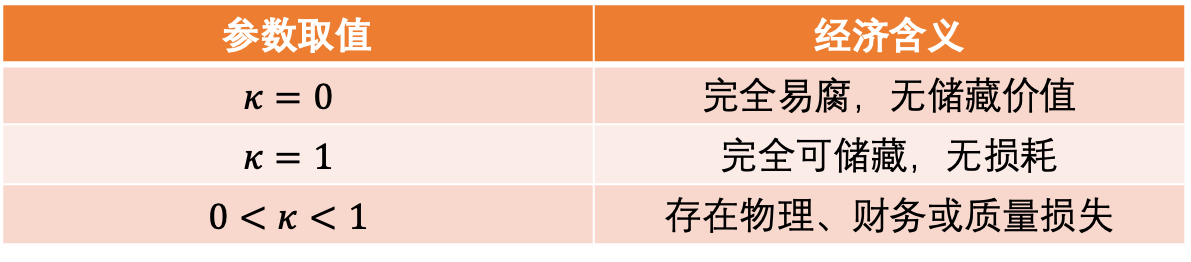 参数取值 经济含义
κ = 0 完全易腐，无储藏价值
κ = 1 完全可储藏，无损耗
0 < κ < 1 存在物理、财务或质量损失